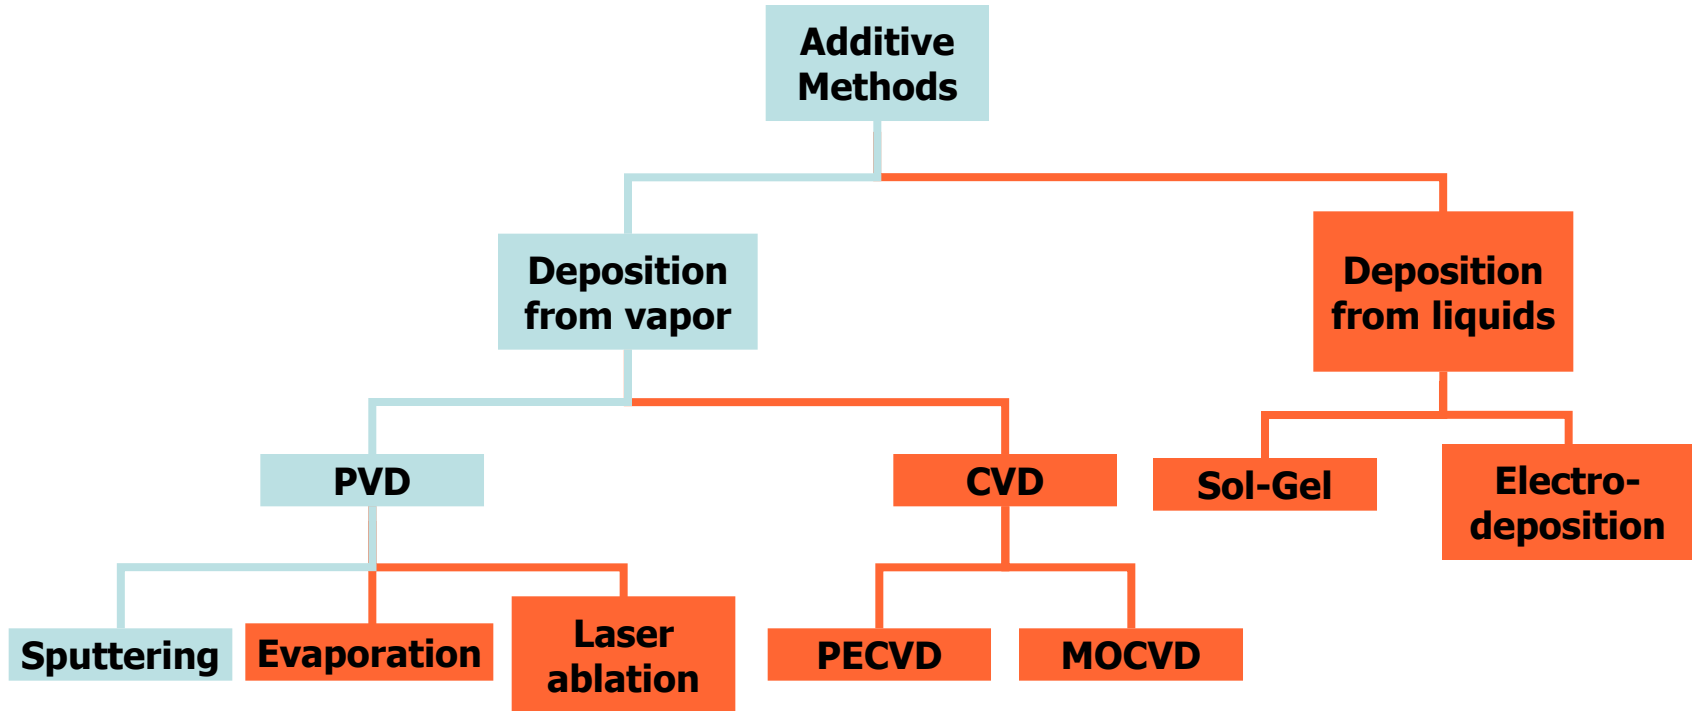 Additive
Methods
Deposition
from vapor
Deposition
from liquids
PVD
CVD
Sol-Gel
Electro-
deposition
Sputtering
Evaporation
Laser
ablation
PECVD
MOCVD